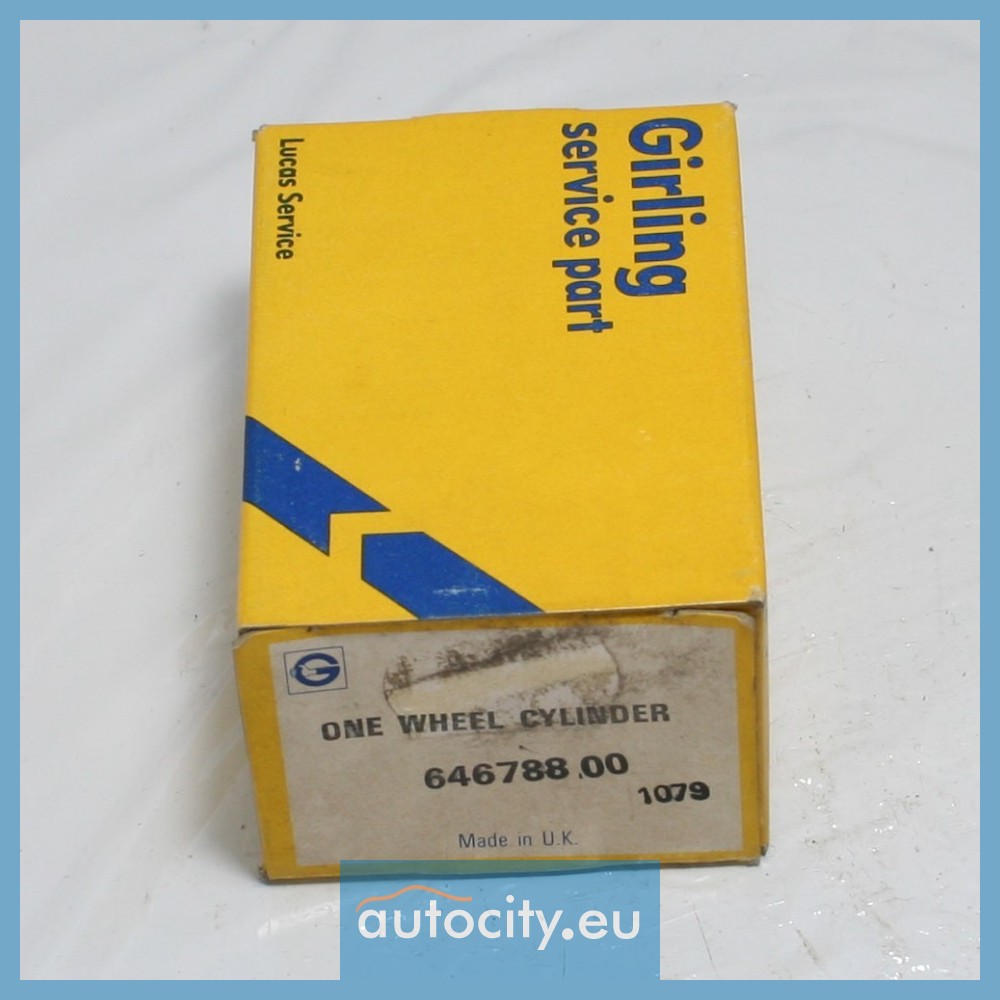 Girling
service part
Lucas Service
G
ONE WHEEL CYLINDER
646788.00
1079
Made in U.K.
autocity.eu